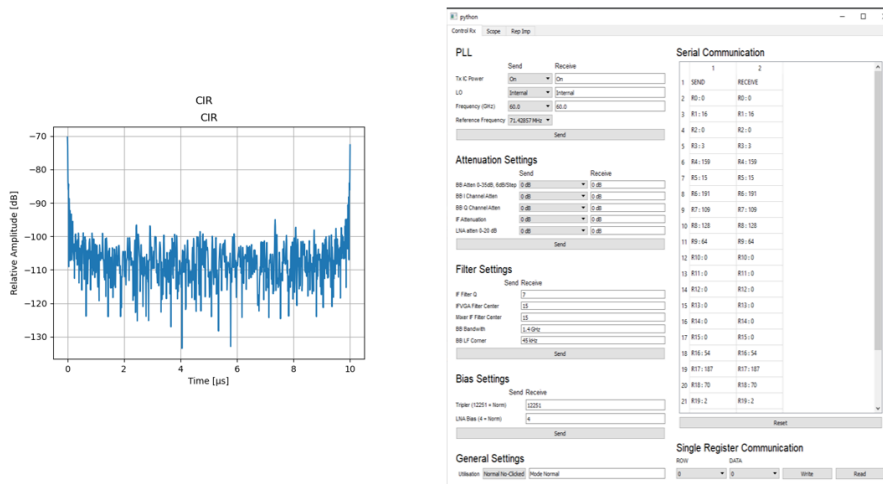 CIR
CIR
Relative Amplitude [dB]
−70
−80
−90
−100
−110
−120
−130
0 2 4 6 8 10
Time [µs]
python
Control Rx Scope Rep Imp
PLL
Send Receive
Tx IC Power On On
LO Internal Internal
Frequency (GHz) 60.0 60.0
Reference Frequency 71.42857 MHz
Send
Attenuation Settings
Send Receive
BB Atten 0-35dB, 6dB/Step 0 dB 0 dB
BB I Channel Atten 0 dB 0 dB
BB Q Channel Atten 0 dB 0 dB
IF Attenuation 0 dB 0 dB
LNA atten 0-20 dB 0 dB 0 dB
Send
Filter Settings
Send Receive
IF Filter Q 7
IFVGA Filter Center 15
Mixer IF Filter Center 15
BB Bandwith 1,4 GHz
BB LF Corner 45 kHz
Send
Bias Settings
Send Receive
Tripler (12251 = Norm) 12251
LNA Bias (4 = Norm) 4
Send
General Settings
Utilisation Normal No-Clicked Mode Normal
Serial Communication
1 2
1 SEND RECEIVE
2 R0 : 0 R0 : 0
3 R1 : 16 R1 : 16
4 R2 : 0 R2 : 0
5 R3 : 3 R3 : 3
6 R4 : 159 R4 : 159
7 R5 : 15 R5 : 15
8 R6 : 191 R6 : 191
9 R7 : 109 R7 : 109
10 R8 : 128 R8 : 128
11 R9 : 64 R9 : 64
12 R10 : 0 R10 : 0
13 R11 : 0 R11 : 0
14 R12 : 0 R12 : 0
15 R13 : 0 R13 : 0
16 R14 : 0 R14 : 0
17 R15 : 0 R15 : 0
18 R16 : 54 R16 : 54
19 R17 : 187 R17 : 187
20 R18 : 70 R18 : 70
21 R19 : 2 R19 : 2
Reset
Single Register Communication
ROW DATA
0 0 Write Read